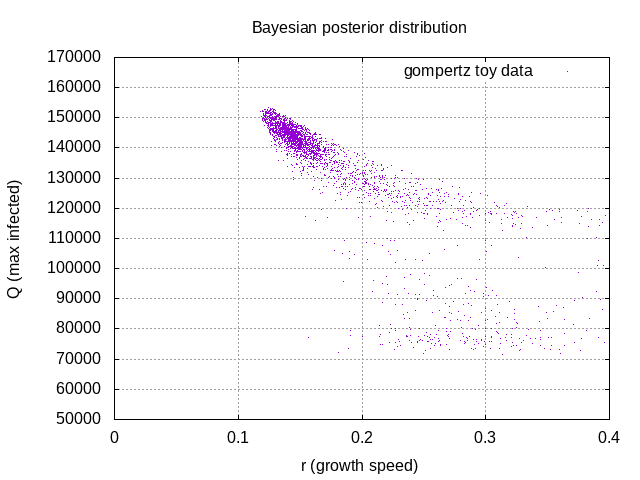 Bayesian posterior distribution
170000
gompertz toy data
160000
150000
140000
130000
120000
110000
100000
90000
80000
70000
60000
50000
Q (max infected)
0 0.1 0.2 0.3 0.4
r (growth speed)